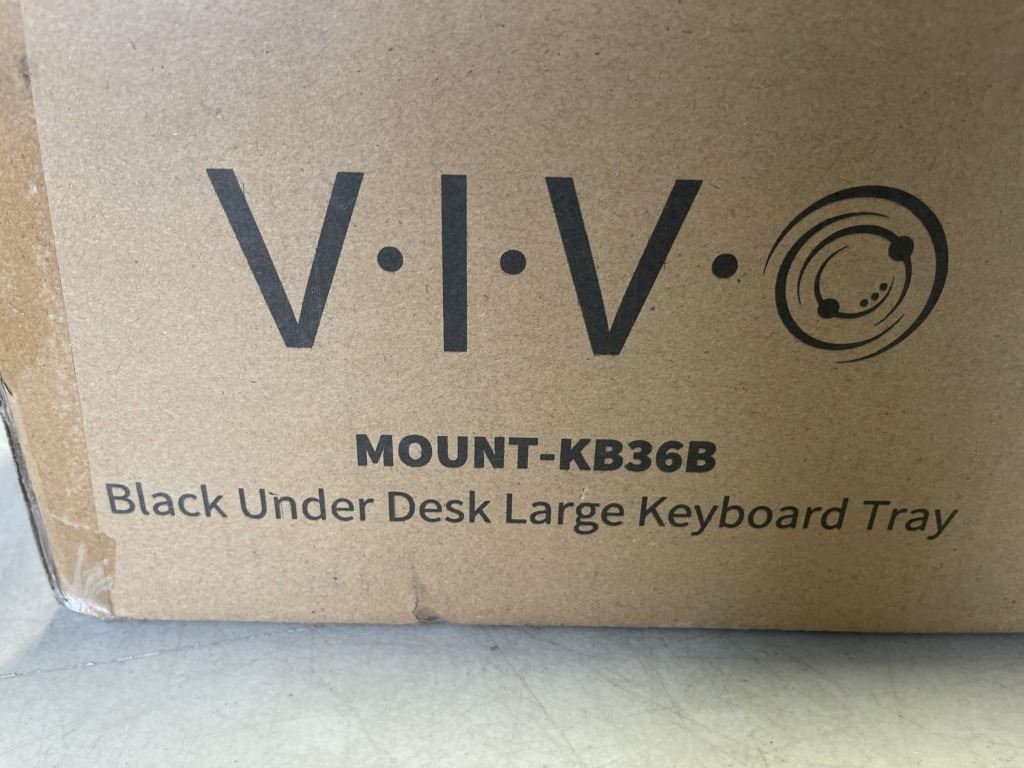 V·I·V·O
MOUNT-KB36B
Black Under Desk Large Keyboard Tray